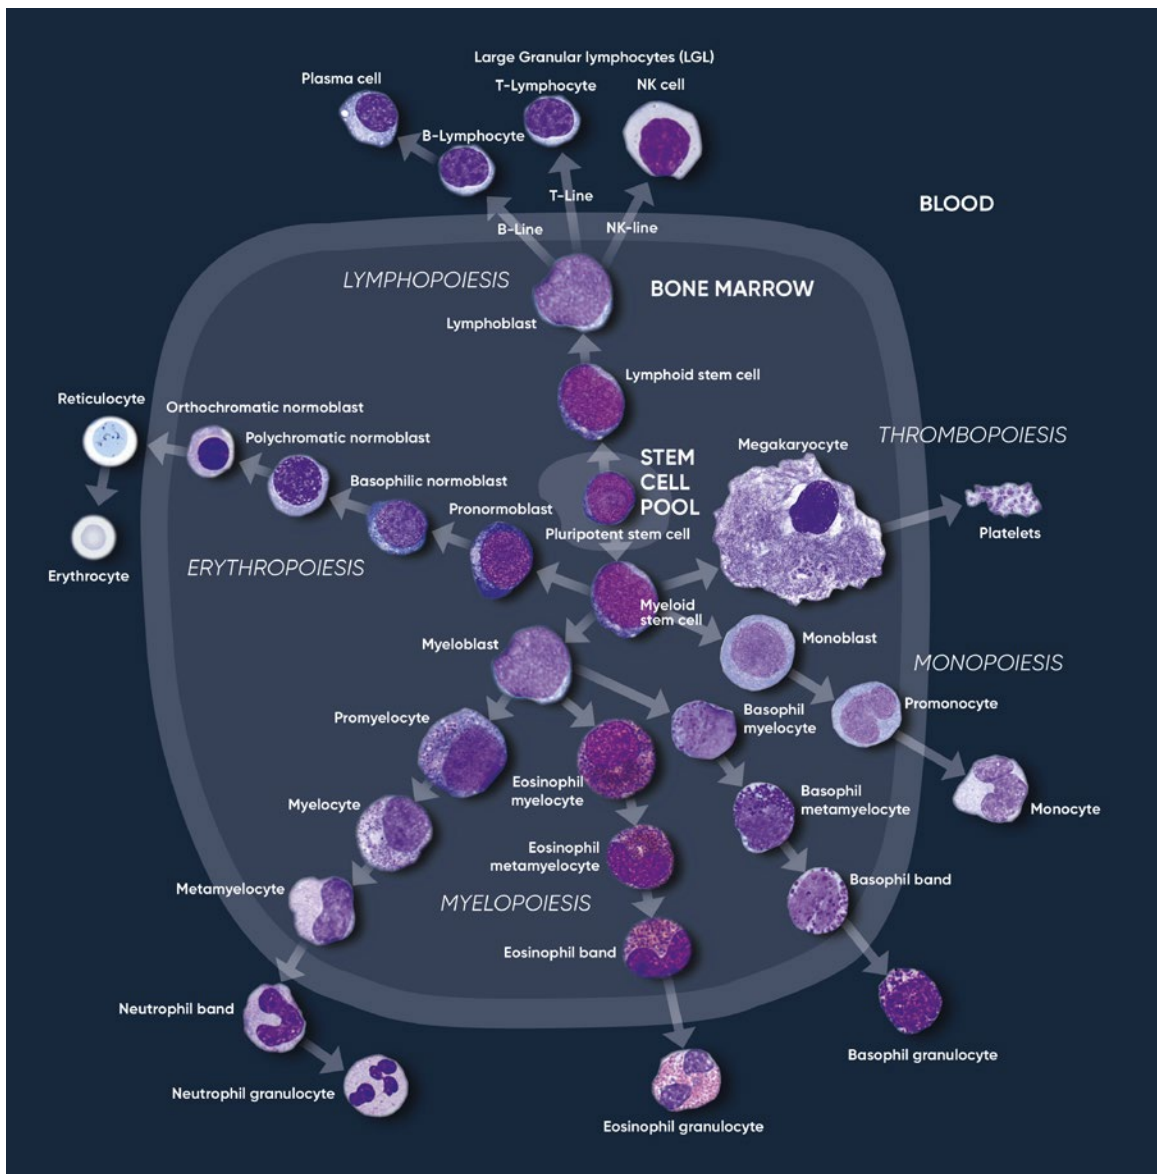 Large Granular lymphocytes (LGL)
Plasma cell
T-Lymphocyte
NK cell
B-Lymphocyte
T-Line
B-Line
NK-line
BLOOD
LYMPHOPOIESIS
BONE MARROW
Lymphoblast
Lymphoid stem cell
Reticulocyte
Orthochromatic normoblast
Polychromatic normoblast
Basophilic normoblast
Pronormoblast
STEM
CELL
POOL
Pluripotent stem cell
Megakaryocyte
THROMBOPOIESIS
Platelets
Erythrocyte
ERYTHROPOIESIS
Myeloid
stem cell
Myeloblast
Monoblast
MONOPOIESIS
Promonocyte
Promyelocyte
Basophil
myelocyte
Eosinophil
myelocyte
Myelocyte
Basophil
metamyelocyte
Monocyte
Eosinophil
metamyelocyte
Metamyelocyte
MYELOPOIESIS
Basophil band
Eosinophil band
Neutrophil band
Basophil granulocyte
Neutrophil granulocyte
Eosinophil granulocyte